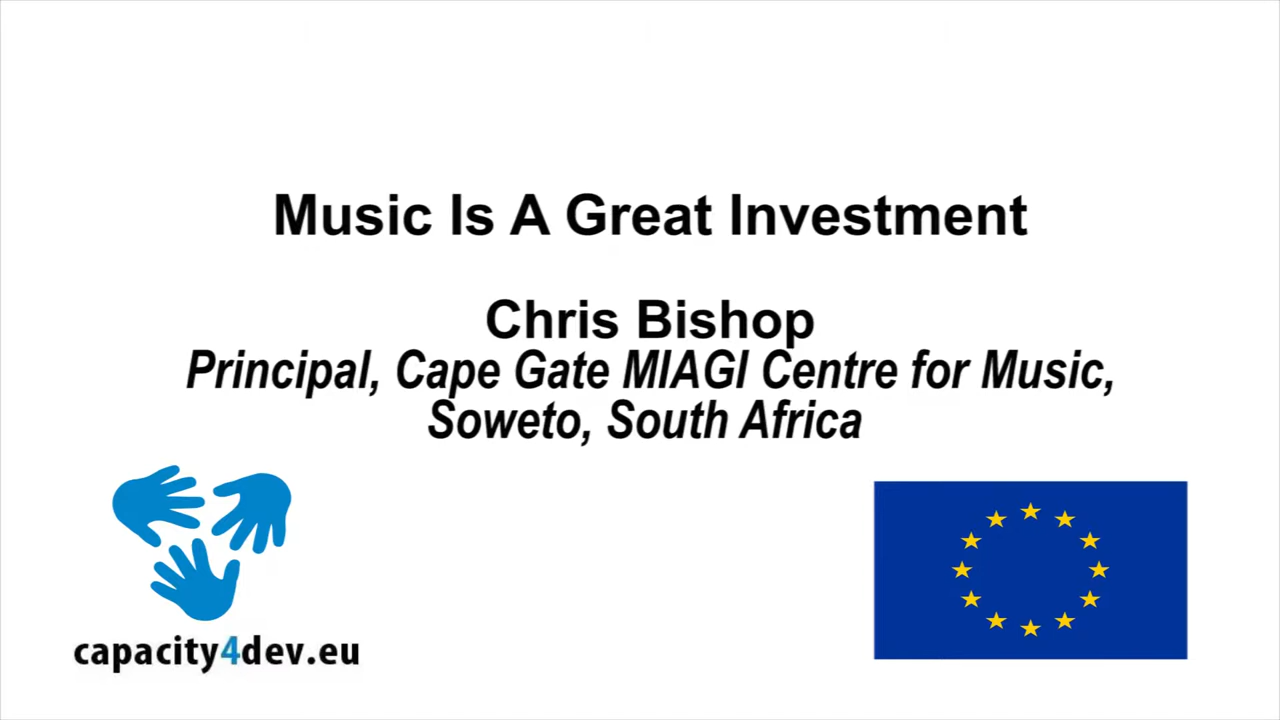 Music Is A Great Investment
Chris Bishop
Principal, Cape Gate MIAGI Centre for Music,
Soweto, South Africa
capacity4dev.eu